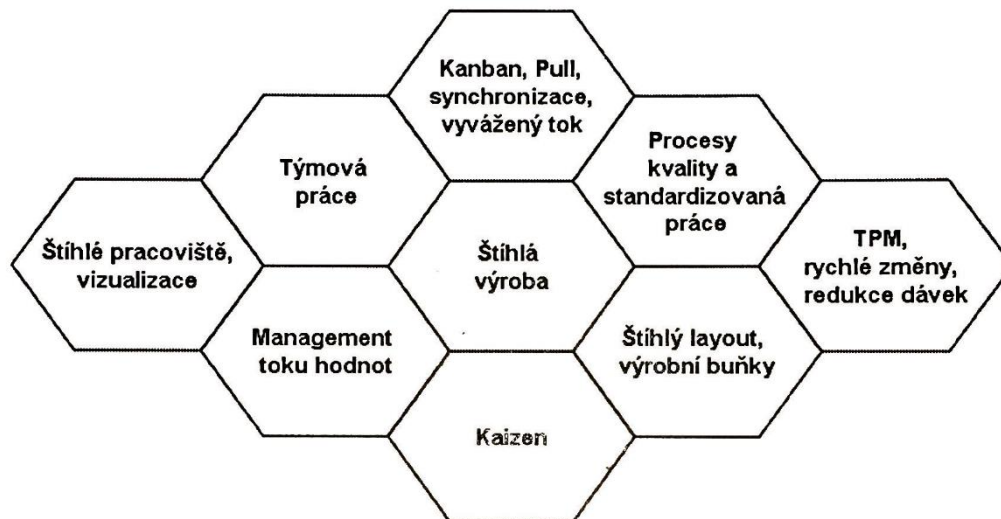 Kanban, Pull,
synchronizace,
vyvážený tok
Týmová
práce
Procesy
kvality a
standardizovaná
práce
Štíhlé pracoviště,
vizualizace
Štíhlá
výroba
TPM,
rychlé změny,
redukce dávek
Management
toku hodnot
Štíhlý layout,
výrobní buňky
Kaizen